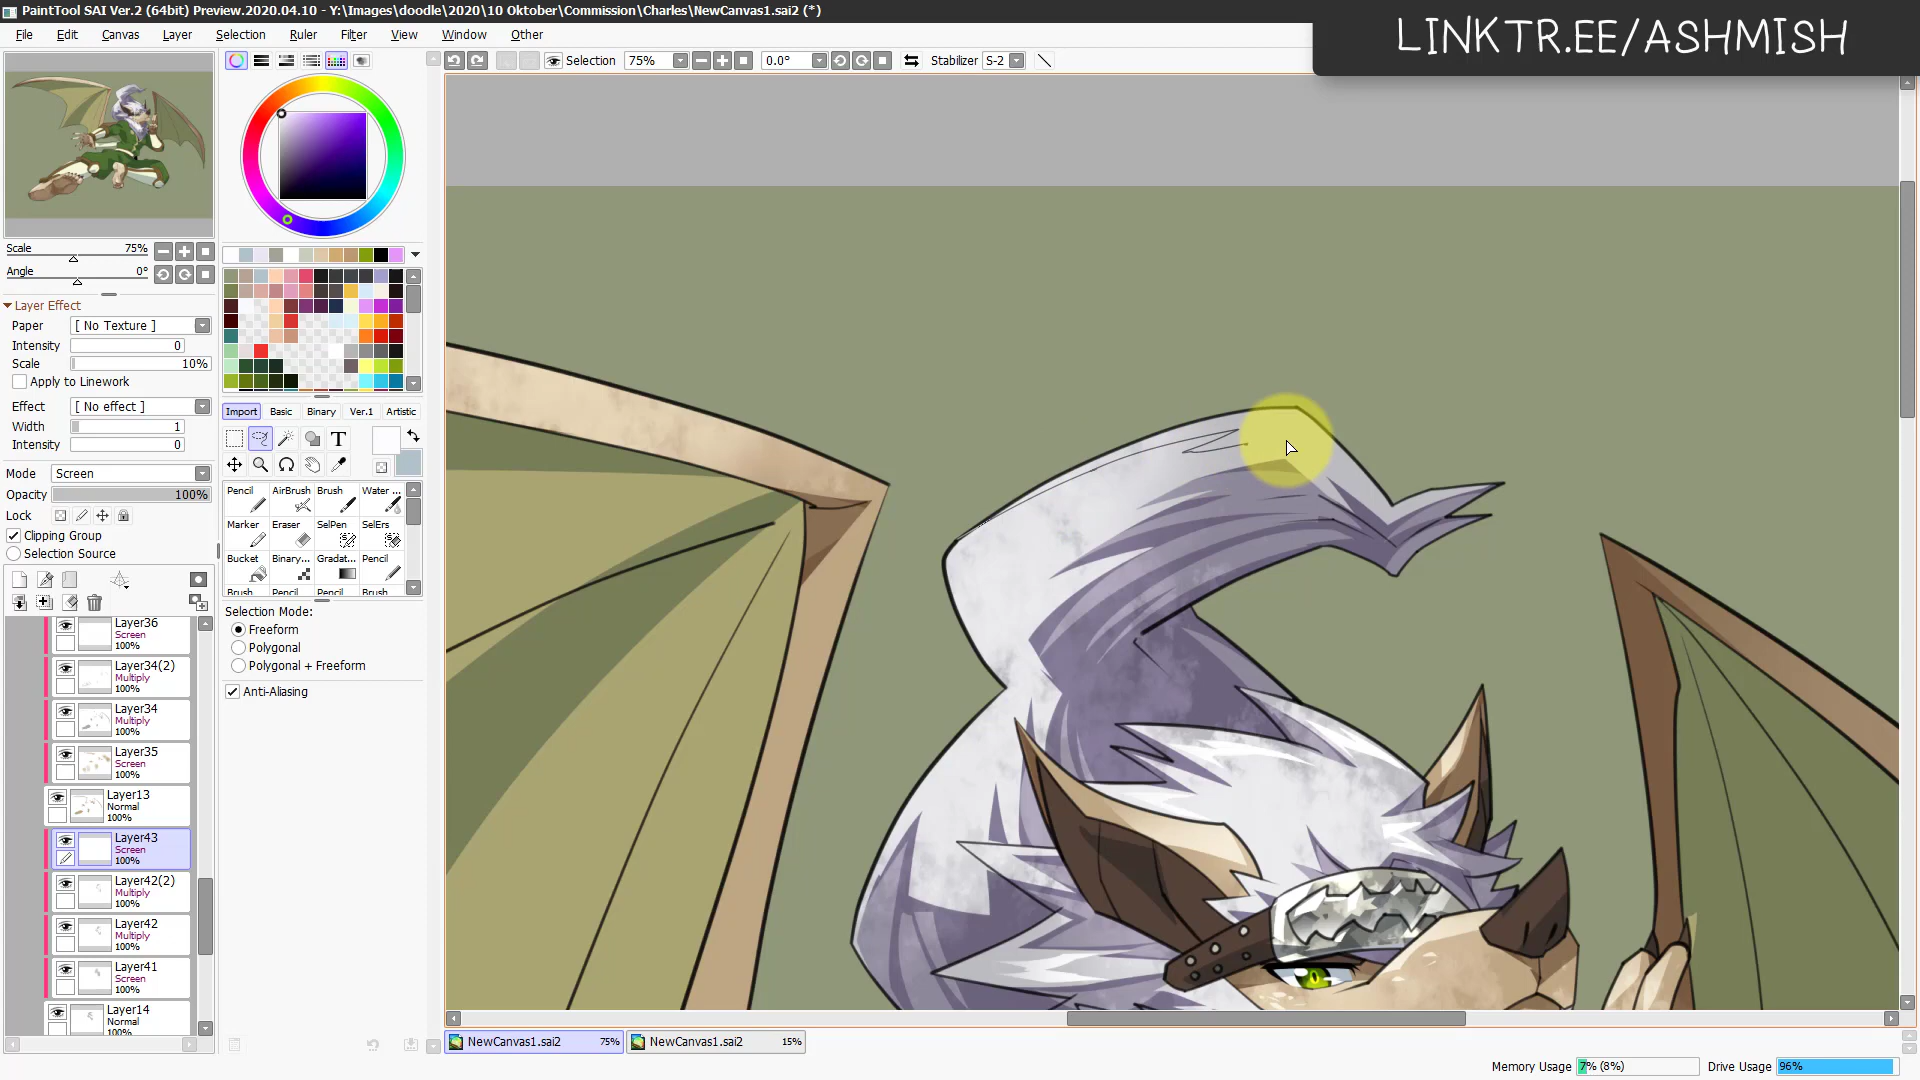 PaintTool SAI Ver.2 (64bit) Preview.2020.04.10 - Y:\Images\doodle\2020\10 Oktober\Commission\Charles\NewCanvas1.sai2 (*)
LINKTR.EE/ASHMISH
File Edit Canvas Layer Selection Ruler Filter View Window Other
Selection 75% 0.0° Stabilizer S-2
Scale 75%
Angle 0°
Layer Effect
Paper [ No Texture ]
Intensity 0
Scale 10%
Apply to Linework
Effect [ No effect ]
Width 1
Intensity 0
Mode Screen
Opacity 100%
Lock
Clipping Group
Selection Source
Layer36
Screen
100%
Layer34(2)
Multiply
100%
Layer34
Multiply
100%
Layer35
Screen
100%
Layer13
Normal
100%
Layer43
Screen
100%
Layer42(2)
Multiply
100%
Layer42
Multiply
100%
Layer41
Screen
100%
Layer14
Normal
100%
Import Basic Binary Ver.1 Artistic
T
Pencil AirBrush Brush Water ...
Marker Eraser SelPen SelErs
Bucket Binary... Gradat... Pencil
Brush Pencil Pencil Brush
Selection Mode:
Freeform
Polygonal
Polygonal + Freeform
Anti-Aliasing
NewCanvas1.sai2 75% NewCanvas1.sai2 15%
Memory Usage 7% (8%) Drive Usage 96%